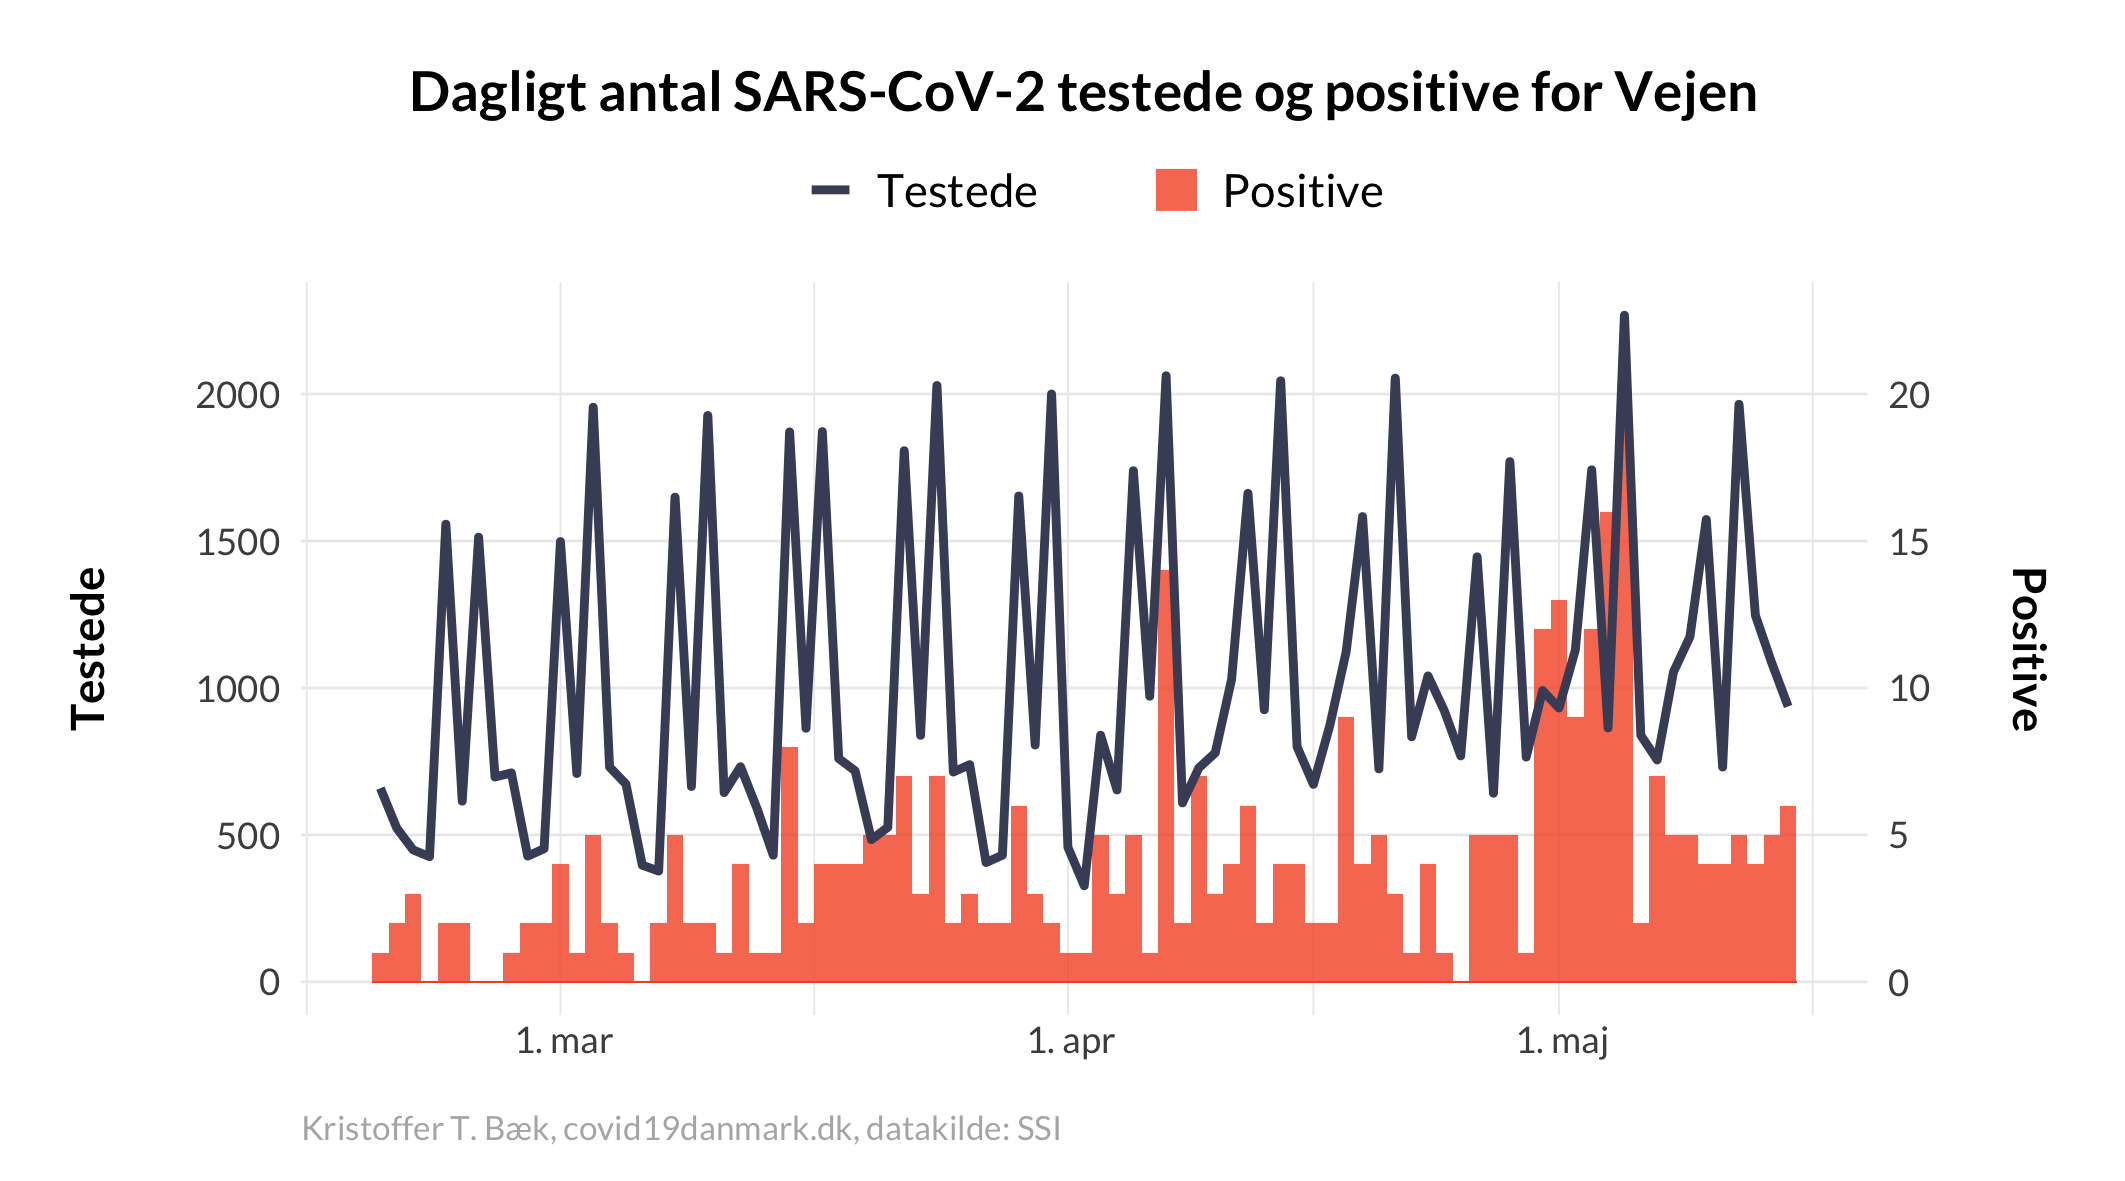 Dagligt antal SARS-CoV-2 testede og positive for Vejen
Testede
Positive
2000
1500
1000
500
0
20
15
10
5
0
Testede
Positive
1. mar
1. apr
1. maj
Kristoffer T. Bæk, covid19danmark.dk, datakilde: SSI